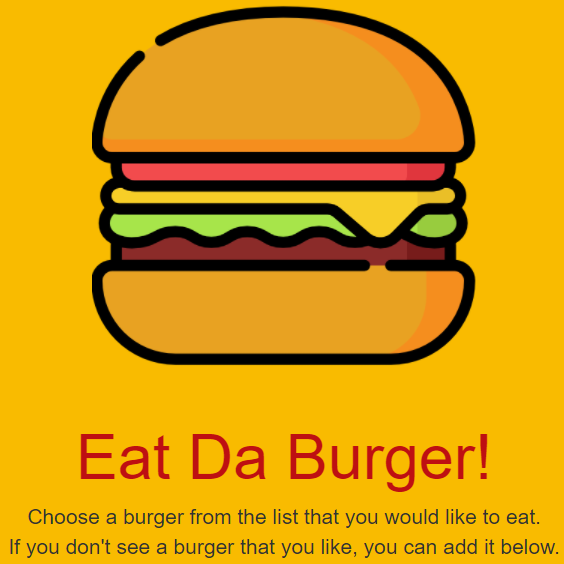 Eat Da Burger!
Choose a burger from the list that you would like to eat.
If you don't see a burger that you like, you can add it below.